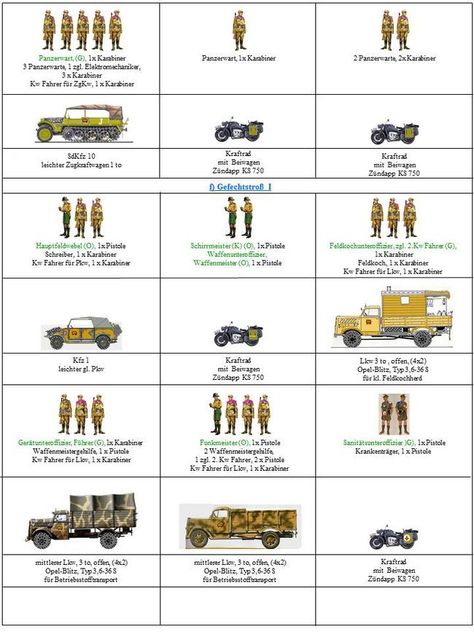 Panzerwart, (G), 1x Karabiner
3 Panzerwarte, 1 zgl. Elektromechaniker,
3 x Karabiner
Kw Fahrer für ZgKw, 1 x Karabiner
Panzerwart, 1x Karabiner
2 Panzerwarte, 2x Karabiner
SdKfz 10
leichter Zugkraftwagen 1 to
Kraftrad
mit Beiwagen
Zündapp KS 750
Kraftrad
mit Beiwagen
Zündapp KS 750
f) Gefechtstroß I
Hauptfeldwebel (O), 1x Pistole
Schreiber, 1 x Karabiner
Kw Fahrer für Pkw, 1 x Karabiner
Schirrmeister (K) (O), 1x Pistole
Waffenunteroffizier,
Waffenmeister (O), 1x Pistole
Feldkochunteroffizier, zgl. 2. Kw Fahrer (G),
1x Karabiner
Feldkoch, 1 x Karabiner
Kw Fahrer für Lkw, 1 x Karabiner
Kfz 1
leichter gl. Pkw
Kraftrad
mit Beiwagen
Zündapp KS 750
Lkw 3 to , offen, (4x2)
Opel-Blitz, Typ 3,6-36 S
für kl. Feldkochherd
Gerätunteroffizier, Führer (G), 1x Karabiner
Waffenmeistergehilfe, 1 x Pistole
Kw Fahrer für Lkw, 1 x Karabiner
Funkmeister (O), 1x Pistole
2 Waffenmeistergehilfe,
1 zgl. 2. Kw Fahrer, 2 x Pistole
Kw Fahrer für Lkw, 1 x Karabiner
Sanitätsunteroffizier )G), 1x Pistole
Krankenträger, 1 x Pistole
mittlerer Lkw, 3 to, offen, (4x2)
Opel-Blitz, Typ 3,6-36 S
für Betriebsstofftransport
mittlerer Lkw, 3 to, offen, (4x2)
Opel-Blitz, Typ 3,6-36 S
für Betriebsstofftransport
Kraftrad
mit Beiwagen
Zündapp KS 750